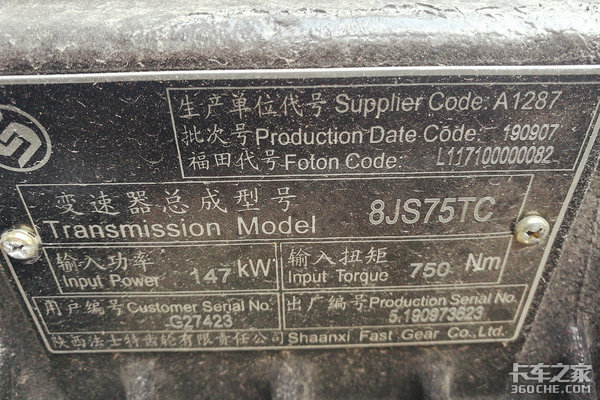 生产单位代号 Supplier Code: A1287
批次号 Production Date Code: 190907
福田代号 Foton Code: L117100000082
变速器总成型号
Transmission Model 8JS75TC
输入功率
Input Power 147 kW
输入扭矩
Input Torque 750 Nm
用户编号 Customer Serial No.
G27423
出厂编号 Production Serial No.
5.190973623
陕西法士特齿轮有限责任公司 Shaanxi Fast Gear Co.,Ltd.
卡车之家
360che.com